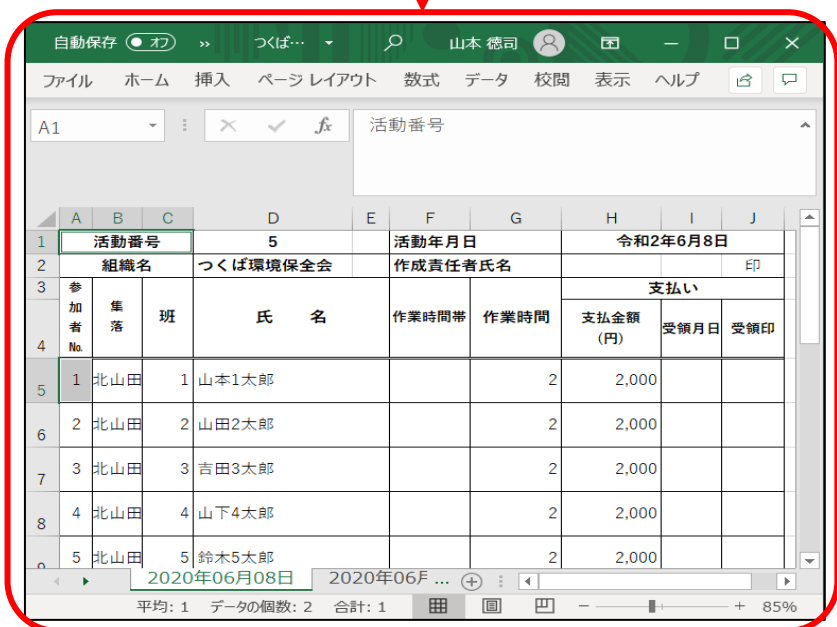 自動保存 オフ » つくば… 山本 徳司
ファイル ホーム 挿入 ページ レイアウト 数式 データ 校閲 表示 ヘルプ
A1 fx 活動番号
A B C D E F G H I J
1 活動番号 5 活動年月日 令和2年6月8日
2 組織名 つくば環境保全会 作成責任者氏名 印
3 参加者No. 集落 班 氏 名 作業時間帯 作業時間 支払い
4 支払金額(円) 受領月日 受領印
5 1 北山田 1 山本1太郎 2 2,000
6 2 北山田 2 山田2太郎 2 2,000
7 3 北山田 3 吉田3太郎 2 2,000
8 4 北山田 4 山下4太郎 2 2,000
5 北山田 5 鈴木5太郎 2 2,000
2020年06月08日 2020年06月 ...
平均: 1 データの個数: 2 合計: 1 85%